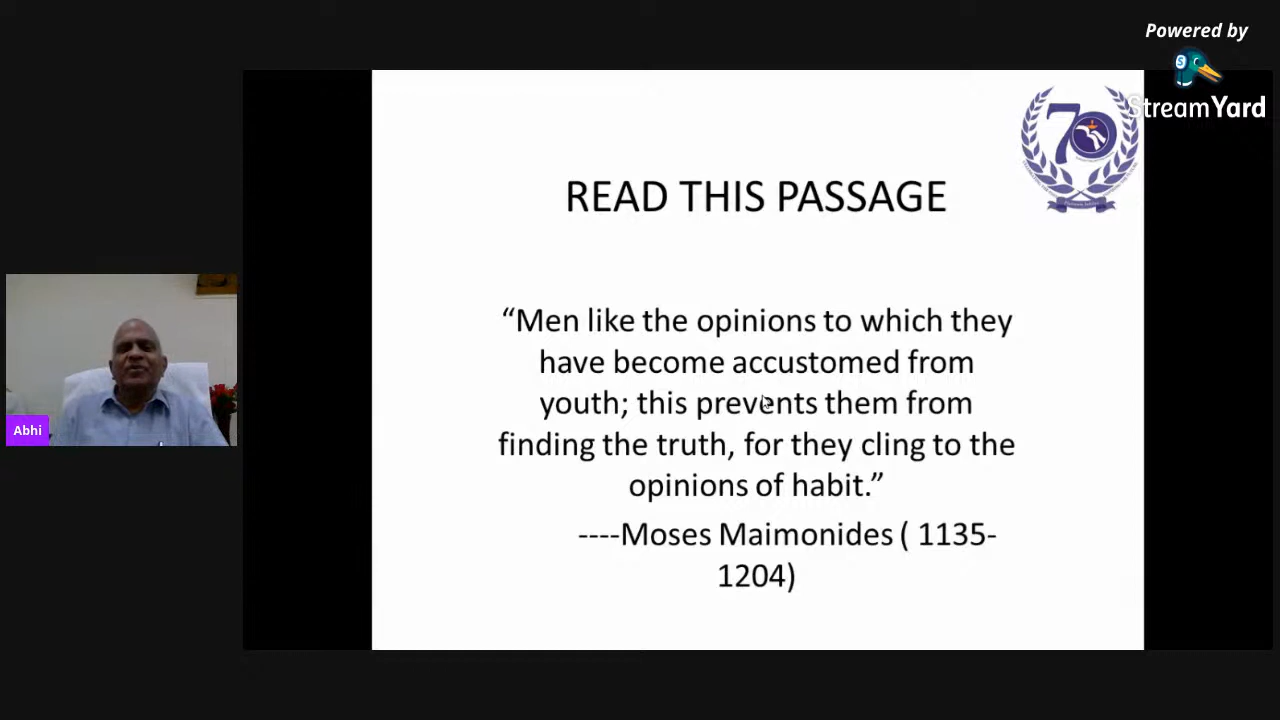 Powered by
StreamYard
70
READ THIS PASSAGE
“Men like the opinions to which they
have become accustomed from
youth; this prevents them from
finding the truth, for they cling to the
opinions of habit.”
----Moses Maimonides ( 1135-
1204)
Abhi